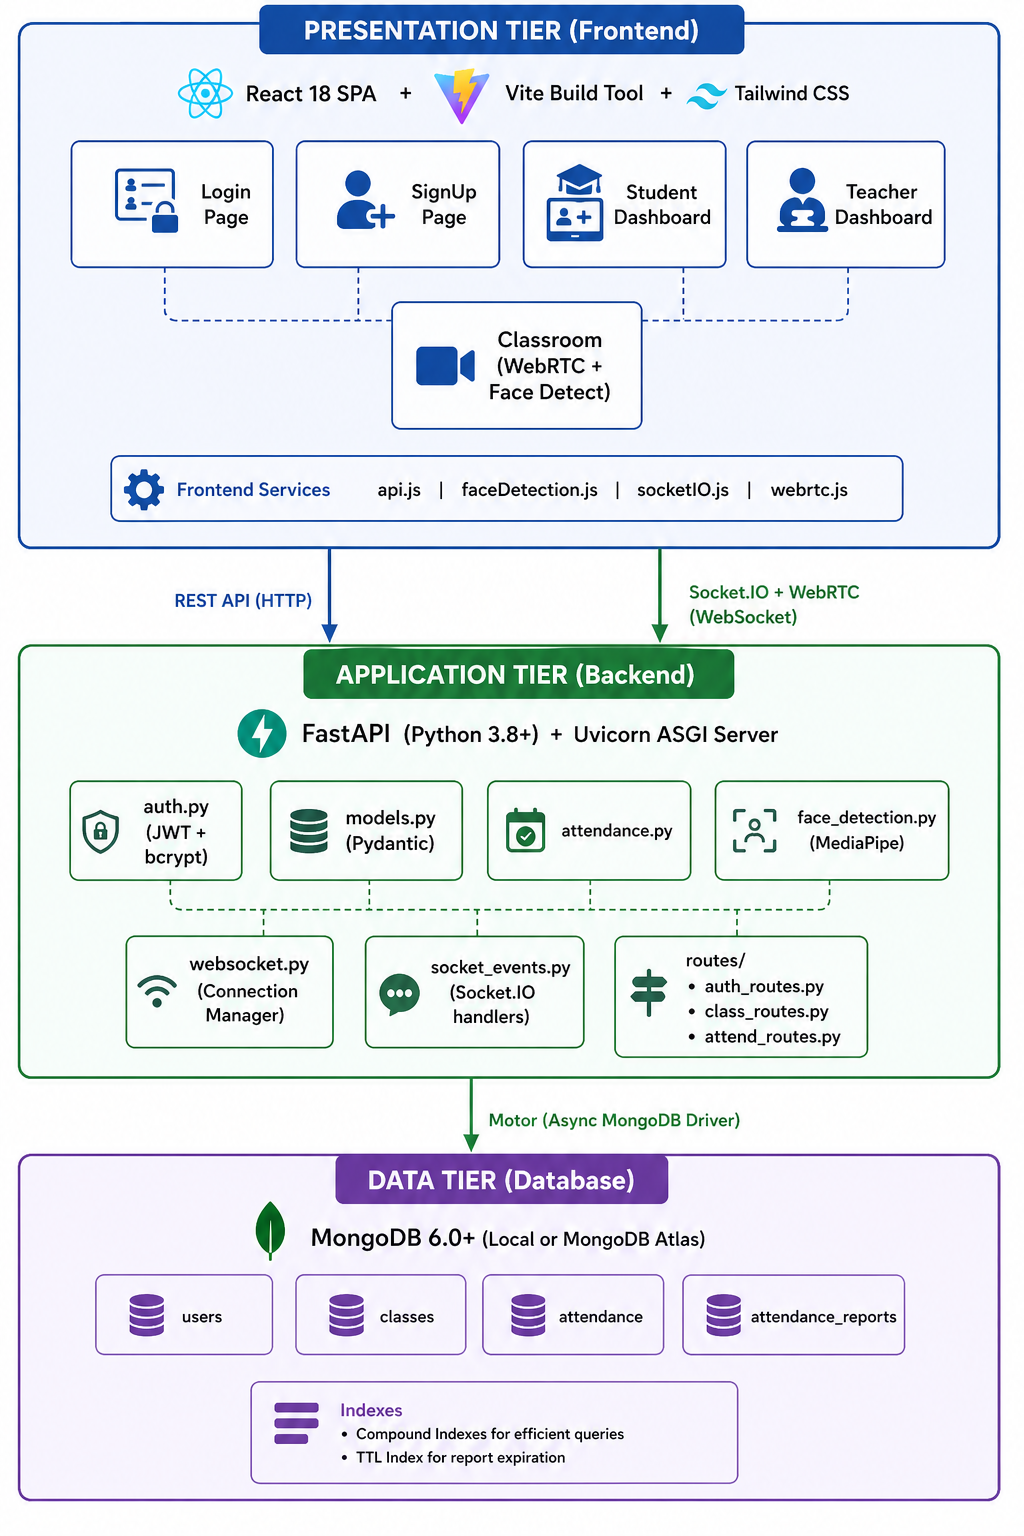 PRESENTATION TIER (Frontend)
React 18 SPA + Vite Build Tool + Tailwind CSS
Login
Page
SignUp
Page
Student
Dashboard
Teacher
Dashboard
Classroom
(WebRTC +
Face Detect)
Frontend Services api.js | faceDetection.js | socketIO.js | webrtc.js
REST API (HTTP)
Socket.IO + WebRTC
(WebSocket)
APPLICATION TIER (Backend)
FastAPI (Python 3.8+) + Uvicorn ASGI Server
auth.py
(JWT +
bcrypt)
models.py
(Pydantic)
attendance.py
face_detection.py
(MediaPipe)
websocket.py
(Connection
Manager)
socket_events.py
(Socket.IO
handlers)
routes/
• auth_routes.py
• class_routes.py
• attend_routes.py
Motor (Async MongoDB Driver)
DATA TIER (Database)
MongoDB 6.0+ (Local or MongoDB Atlas)
users
classes
attendance
attendance_reports
Indexes
• Compound Indexes for efficient queries
• TTL Index for report expiration